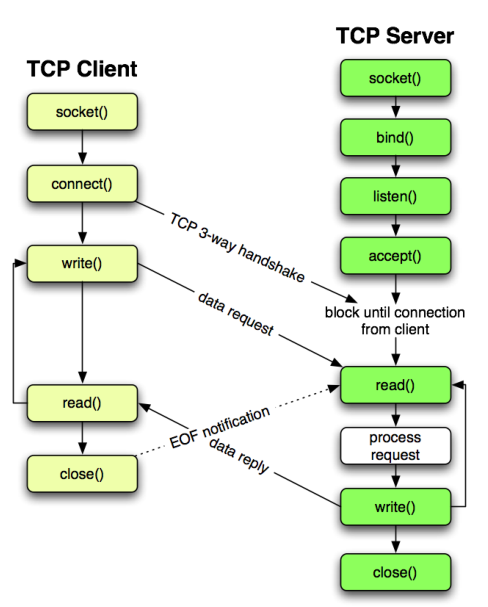 TCP Client
socket()
connect()
write()
read()
close()
TCP 3-way handshake
data request
EOF notification
data reply
TCP Server
socket()
bind()
listen()
accept()
block until connection
from client
read()
process
request
write()
close()